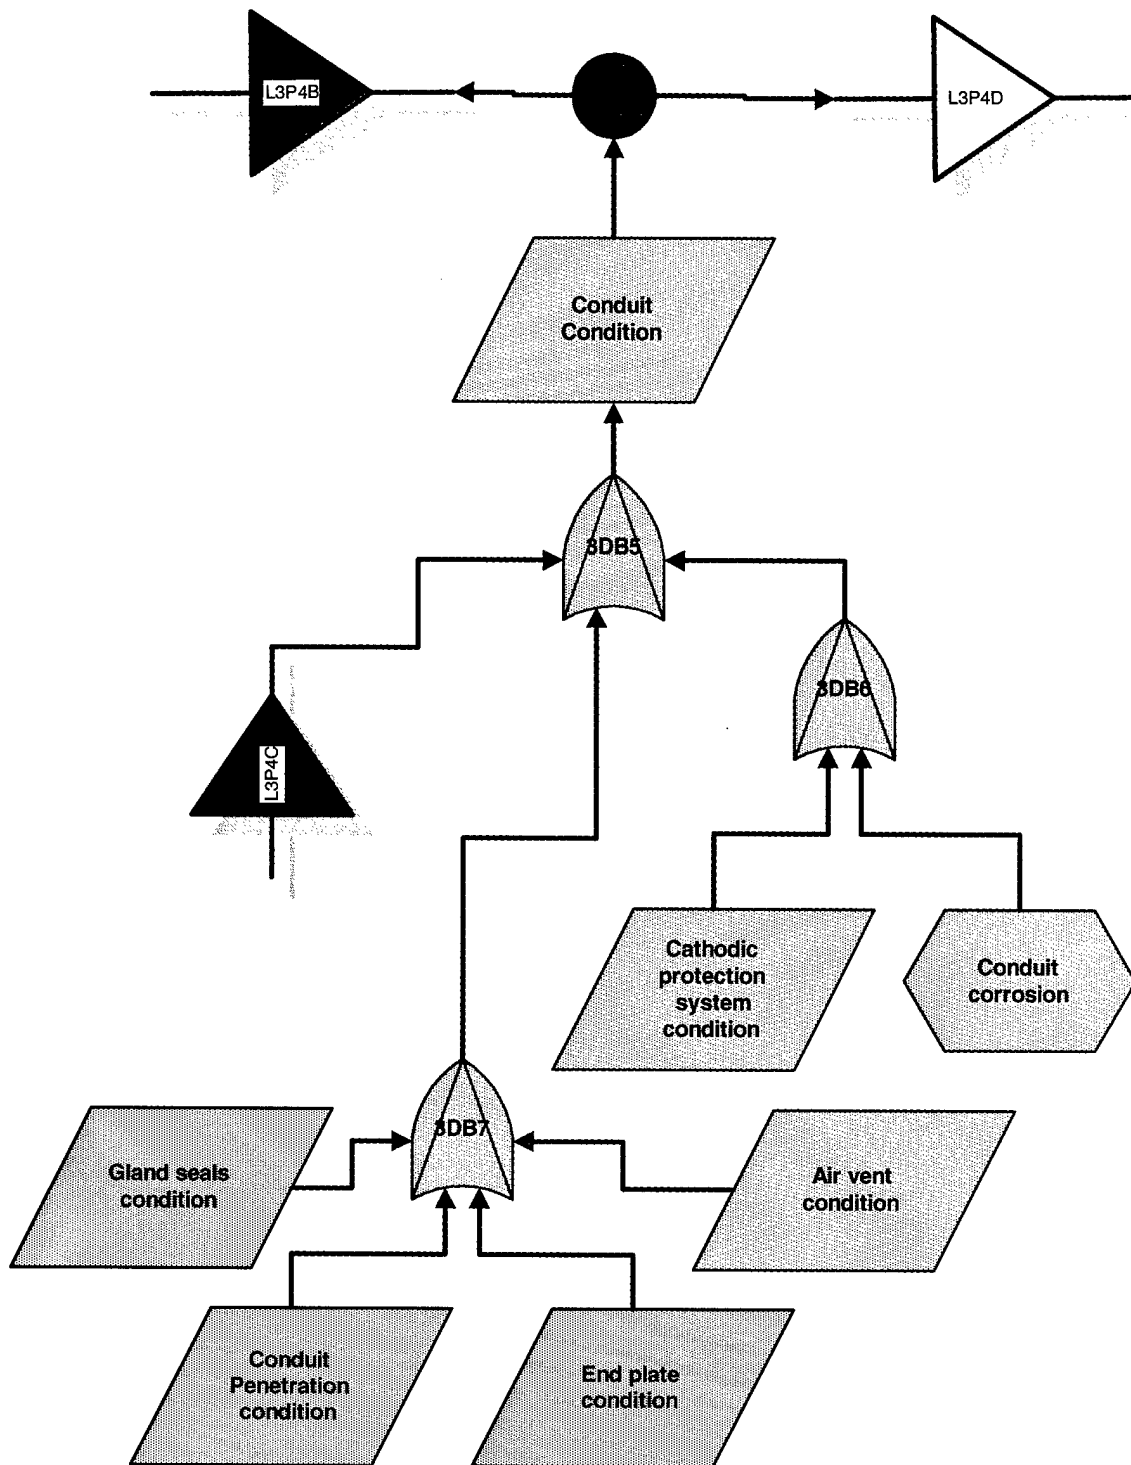 L3P4B
L3P4D
Conduit
Condition
3DB5
3DB6
L3P4C
Cathodic
protection
system
condition
Conduit
corrosion
3DB7
Gland seals
condition
Air vent
condition
Conduit
Penetration
condition
End plate
condition